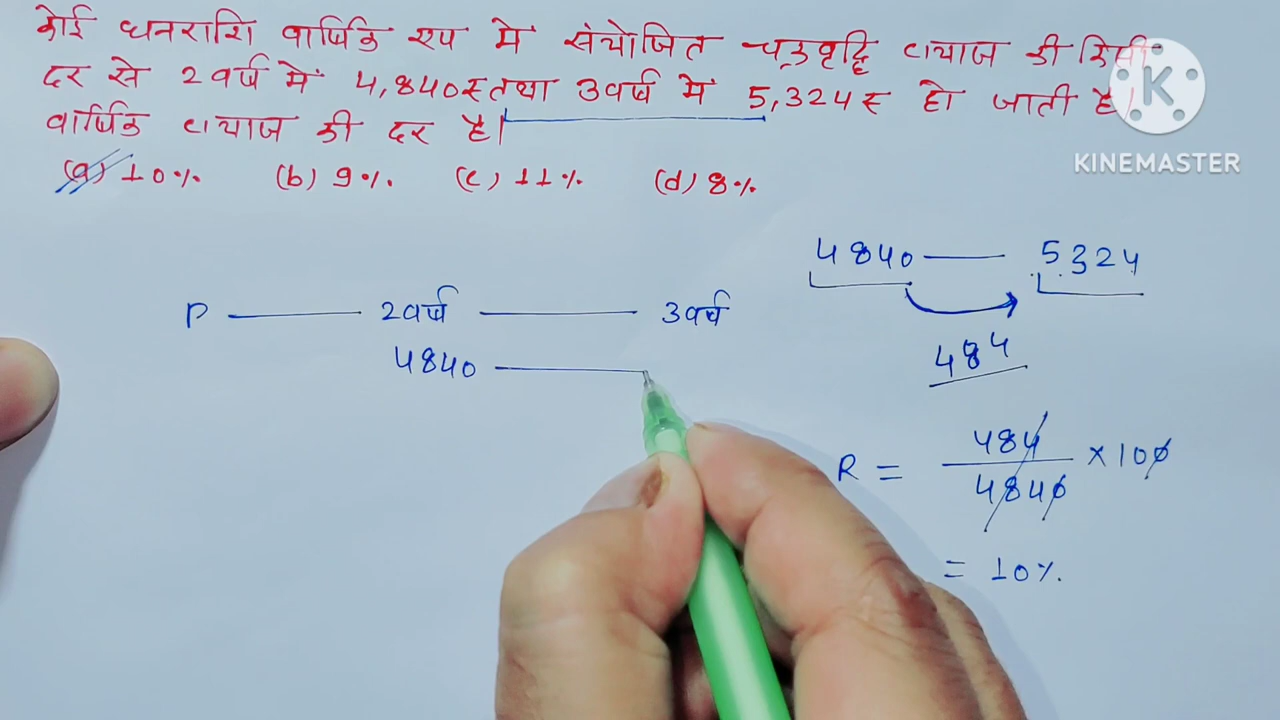 कोई धनराशि वार्षिक रुप में संयोजित चक्रवृद्धि ब्याज की किसी
दर से 2 वर्ष में 4,840रु तथा 3 वर्ष में 5,324 रु हो जाती है।
वार्षिक ब्याज की दर है।
(a) 10% (b) 9% (c) 11% (d) 8%
KINEMASTER
4840 — 5324
P — 2 वर्ष — 3 वर्ष
484
4840 —
R = 484/4840 × 100
= 10%